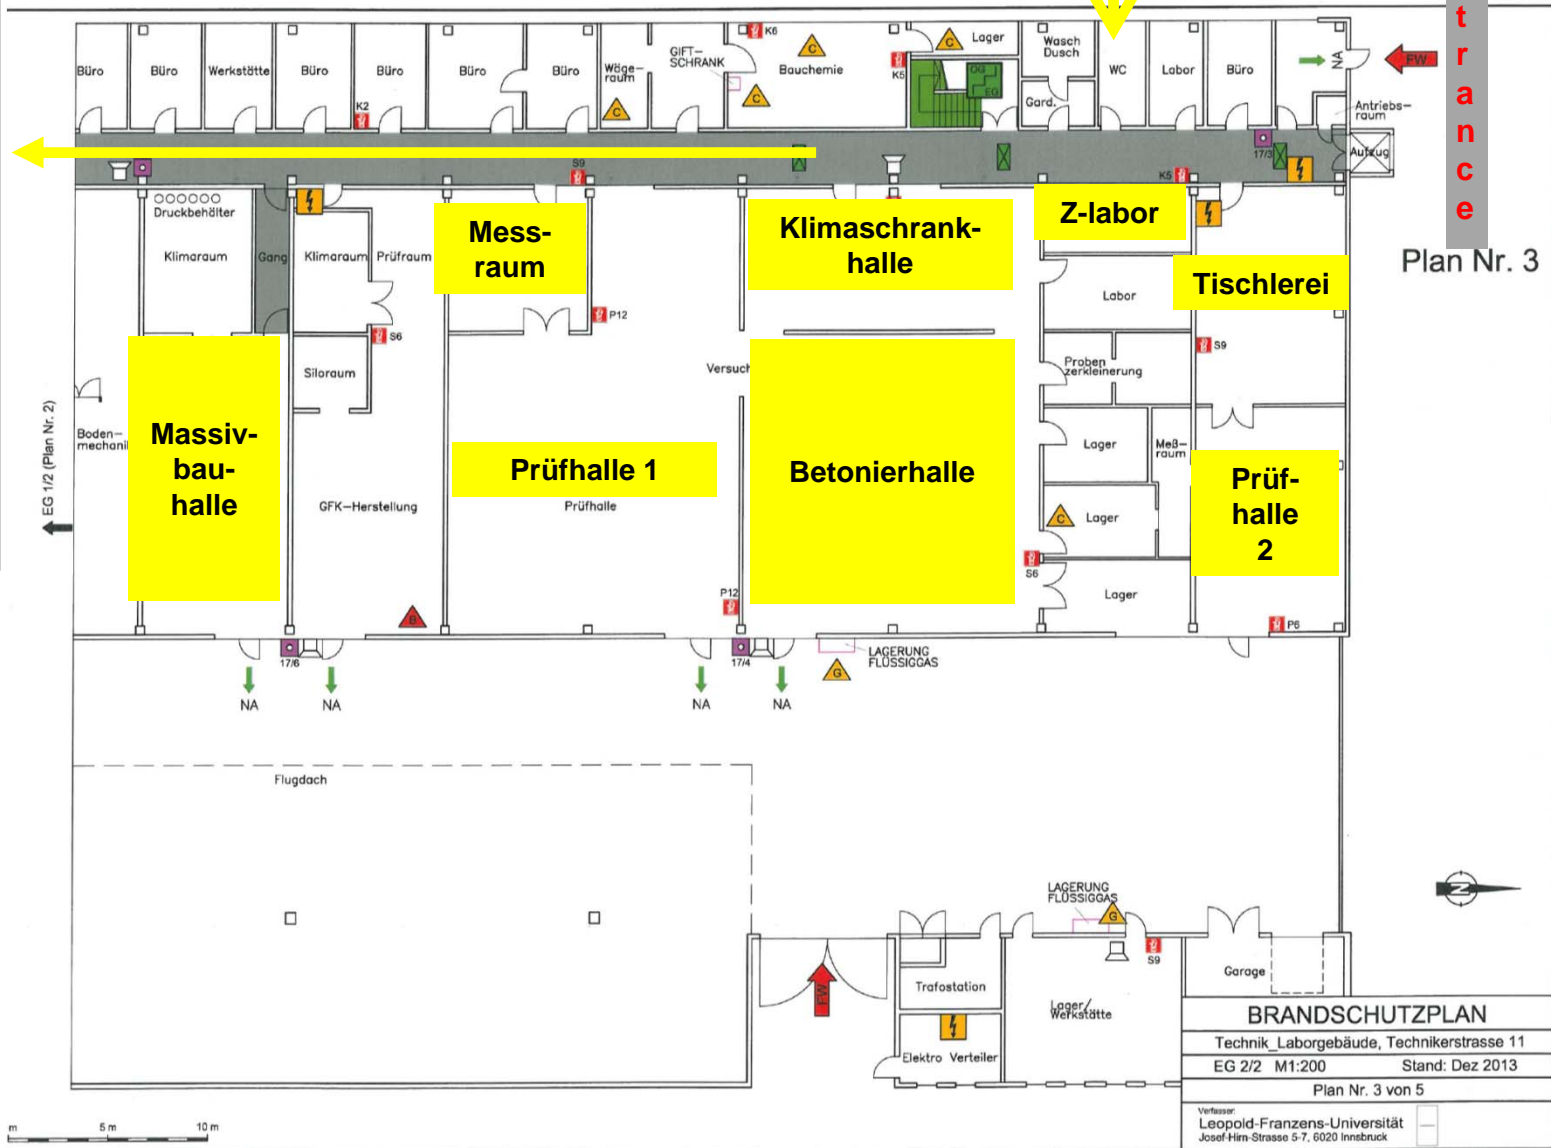 t
r
a
n
c
e
Büro
Büro
Werkstätte
Büro
Büro
Büro
Büro
Wäge-
raum
C
GIFT-
SCHRANK
C
K6
C
Bauchemie
K5
C
Lager
OG
EG
Wasch
Dusch
Gard.
WC
Labor
Büro
NA
FW
Antriebs-
raum
Aufzug
K2
S9
K5
17/3
Druckbehälter
Klimaraum
Gang
Klimaraum
Prüfraum
Mess-
raum
Klimaschrank-
halle
Z-labor
Plan Nr. 3
Labor
Tischlerei
P12
S6
Siloraum
Versuch
Proben
zerkleinerung
S9
EG 1/2 (Plan Nr. 2)
Boden-
mechani
Massiv-
bau-
halle
Prüfhalle 1
Betonierhalle
Lager
Meß-
raum
Prüf-
halle
2
GFK-Herstellung
Prüfhalle
C
Lager
S6
P12
Lager
B
P6
17/6
17/4
LAGERUNG
FLÜSSIGGAS
G
NA
NA
NA
NA
Flugdach
N
LAGERUNG
FLÜSSIGGAS
G
S9
FW
Trafostation
Lager/
Werkstätte
Garage
Elektro Verteiler
BRANDSCHUTZPLAN
Technik_Laborgebäude, Technikerstrasse 11
EG 2/2 M1:200 Stand: Dez 2013
Plan Nr. 3 von 5
Verfasser:
Leopold-Franzens-Universität
Josef-Hirn-Strasse 5-7, 6020 Innsbruck
m 5 m 10 m